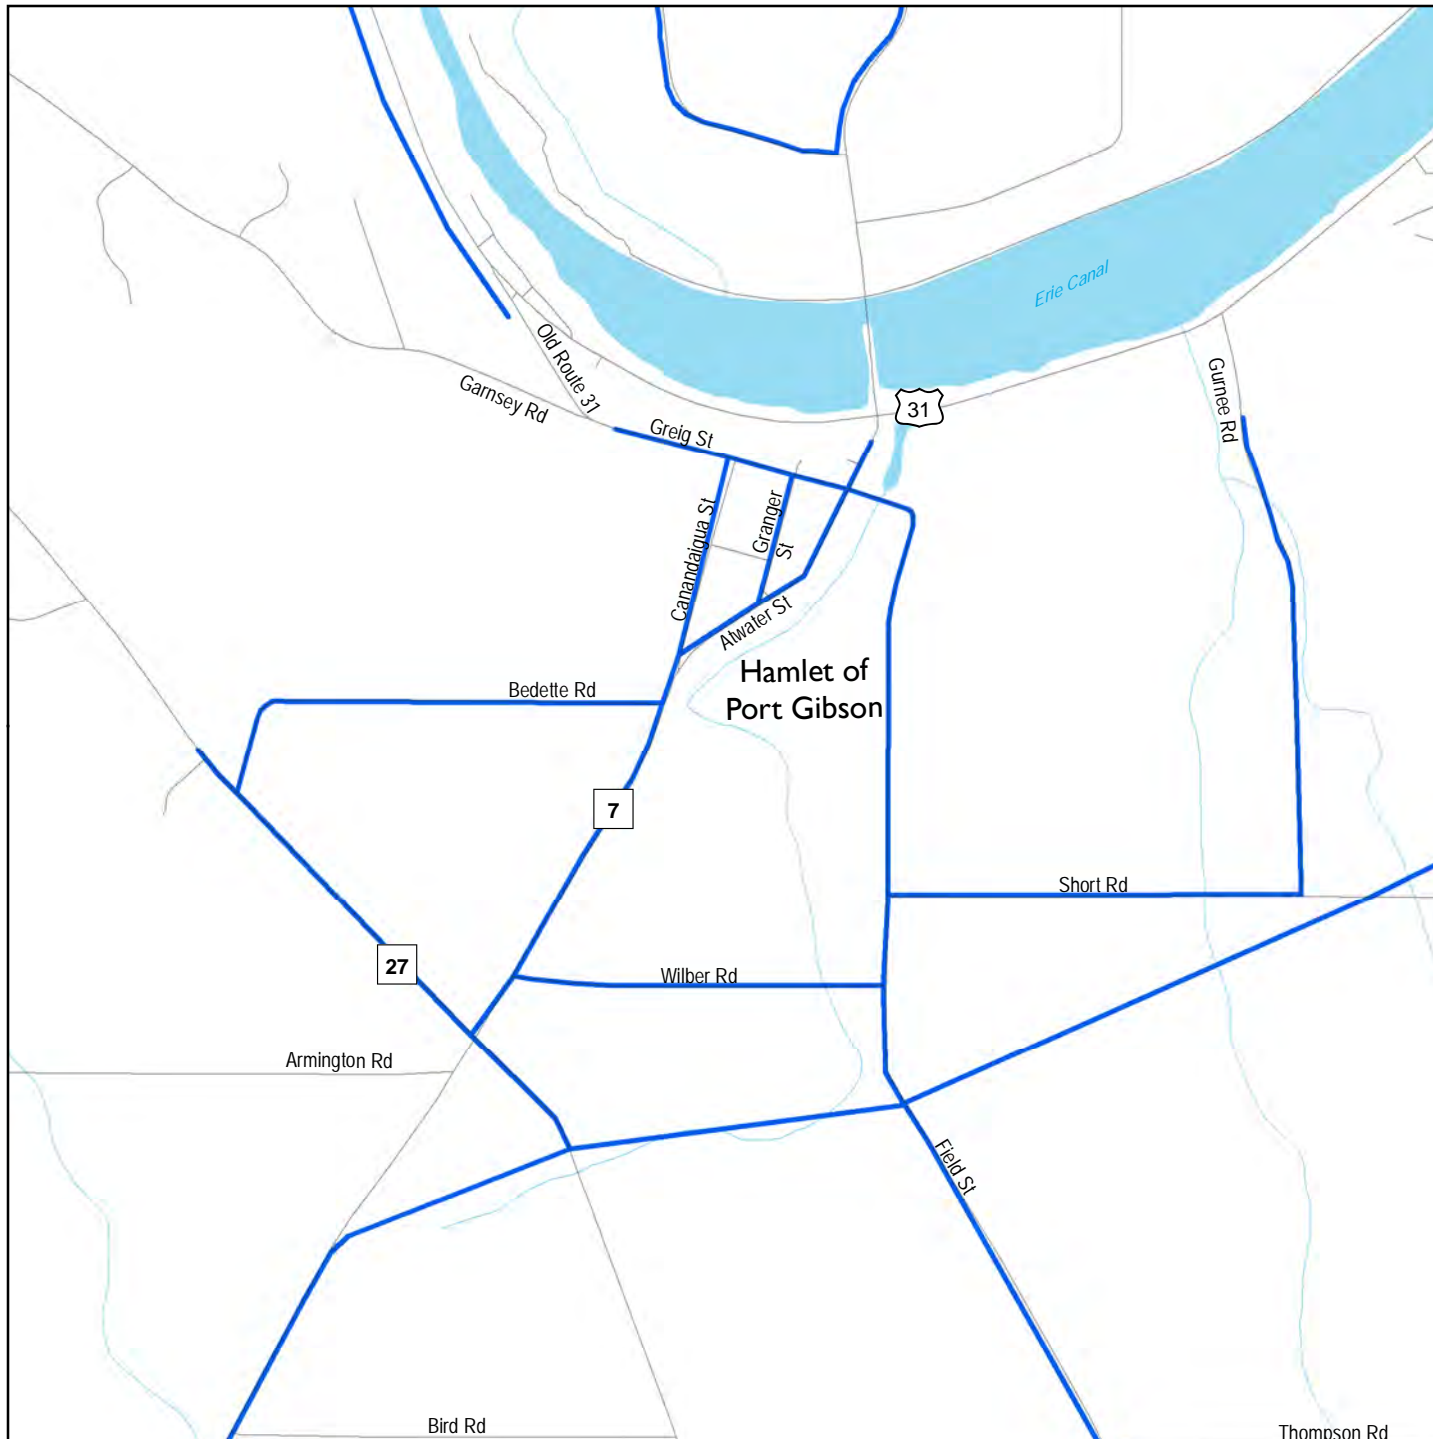 Erie Canal
Old Route 31
Garnsey Rd
31
Gurnee Rd
Greig St
Canandaigua St
Granger
St
Atwater St
Hamlet of
Port Gibson
Bedette Rd
7
Short Rd
27
Wilber Rd
Armington Rd
Field St
Bird Rd
Thompson Rd